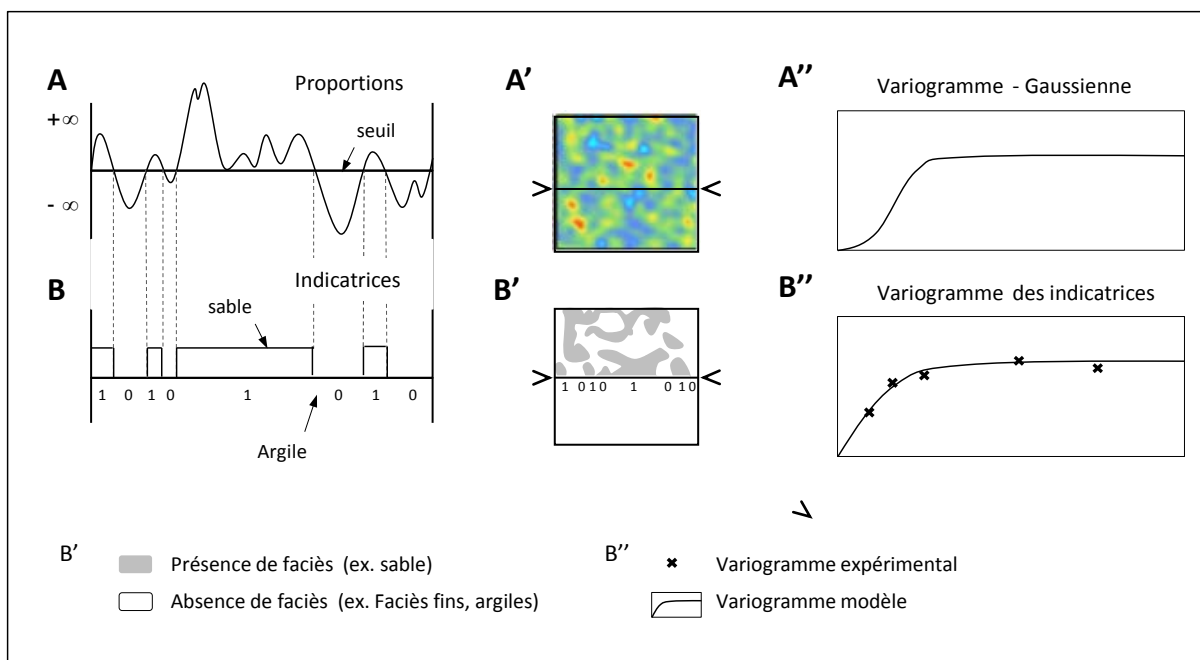 A
Proportions
+∞
seuil
- ∞
A’
A’’
Variogramme - Gaussienne
B
Indicatrices
sable
1 0 1 0 1 0 1 0
Argile
B’
1 0 1 0 1 0 1 0
B’’
Variogramme des indicatrices
B’
Présence de faciès (ex. sable)
Absence de faciès (ex. Faciès fins, argiles)
B’’
Variogramme expérimental
Variogramme modèle